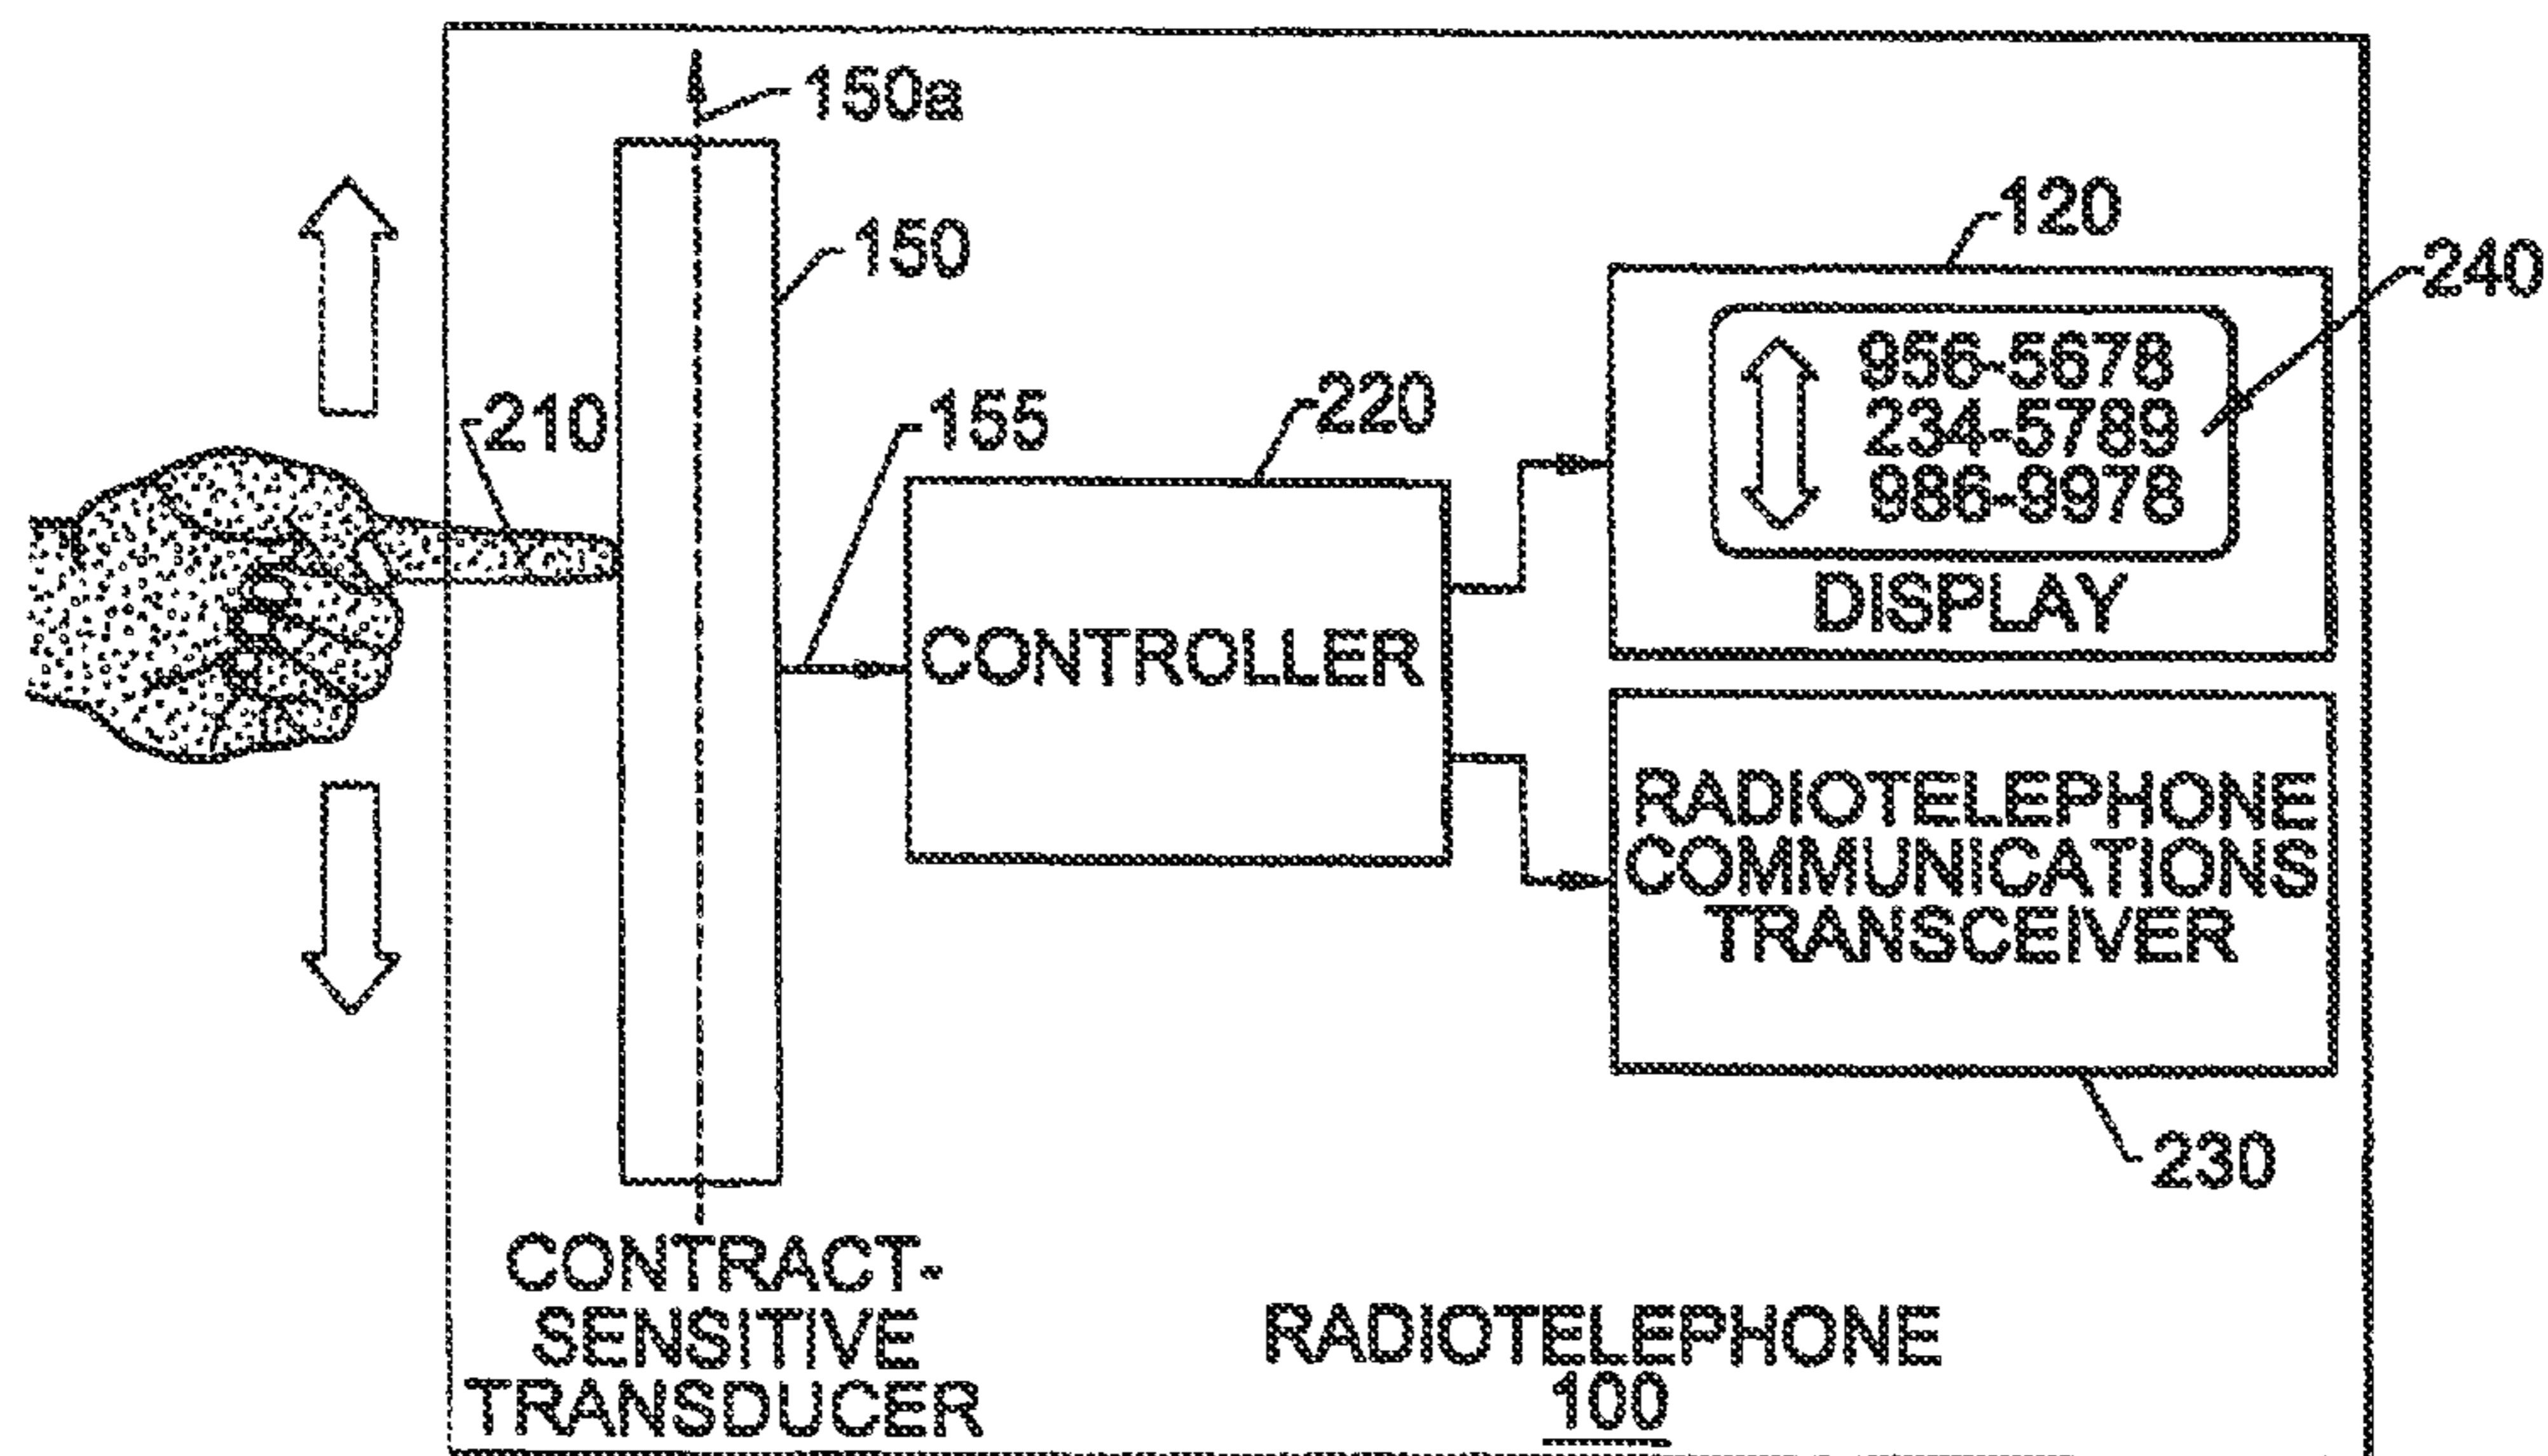 150a
150
120
240
956-5678
234-5789
986-9978
DISPLAY
210
155
220
CONTROLLER
RADIOTELEPHONE
COMMUNICATIONS
TRANSCEIVER
230
CONTRACT-
SENSITIVE
TRANSDUCER
RADIOTELEPHONE
100